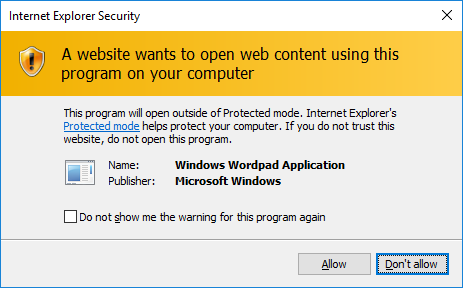 Internet Explorer Security
A website wants to open web content using this
program on your computer
This program will open outside of Protected mode. Internet Explorer's
Protected mode helps protect your computer. If you do not trust this
website, do not open this program.
Name: Windows Wordpad Application
Publisher: Microsoft Windows
Do not show me the warning for this program again
Allow Don't allow